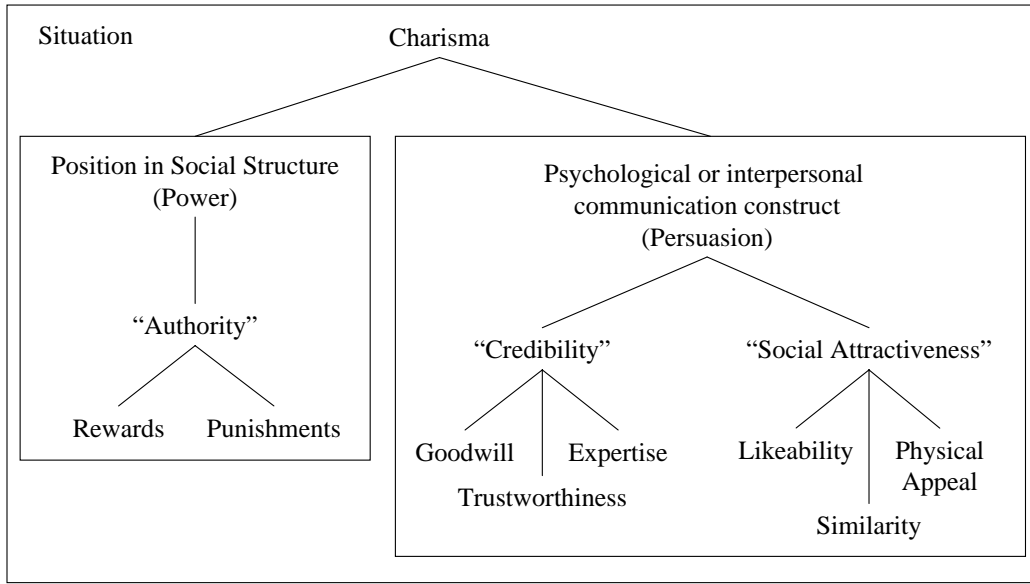 Situation
Charisma
Position in Social Structure
(Power)
“Authority”
Rewards
Punishments
Psychological or interpersonal
communication construct
(Persuasion)
“Credibility”
“Social Attractiveness”
Goodwill
Expertise
Trustworthiness
Likeability
Physical
Appeal
Similarity